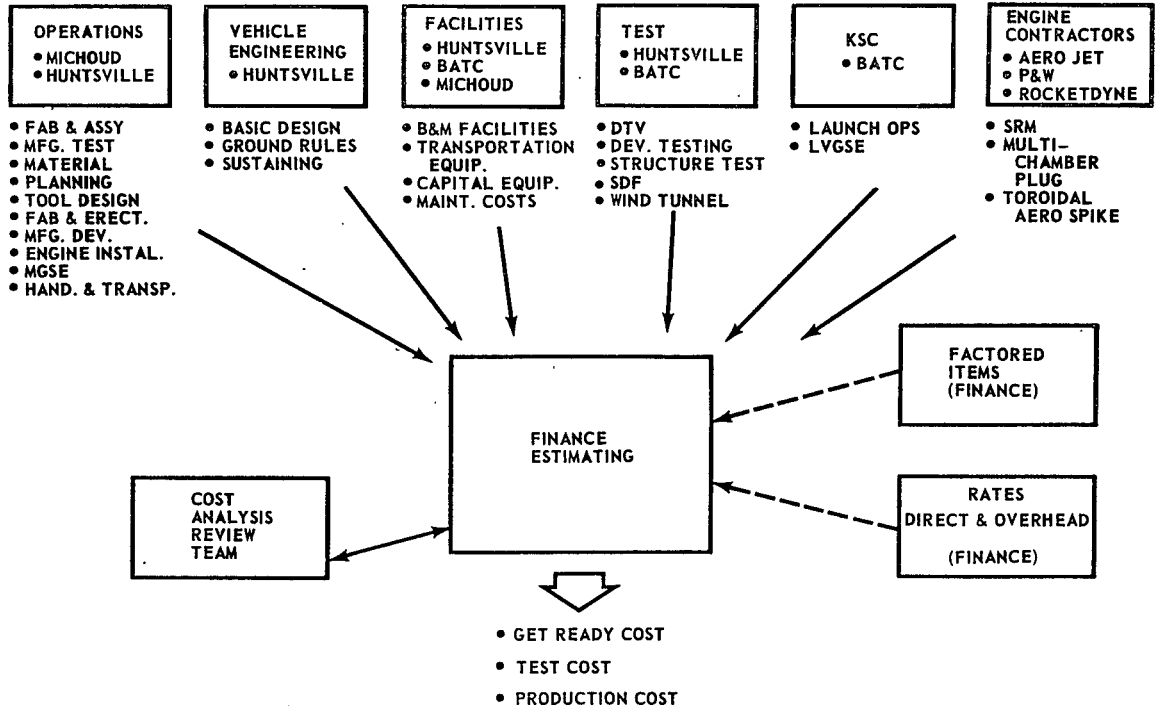 OPERATIONS
• MICHOUD
• HUNTSVILLE
• FAB & ASSY
• MFG. TEST
• MATERIAL
• PLANNING
• TOOL DESIGN
• FAB & ERECT.
• MFG. DEV.
• ENGINE INSTAL.
• MGSE
• HAND. & TRANSP.
VEHICLE
ENGINEERING
• HUNTSVILLE
• BASIC DESIGN
• GROUND RULES
• SUSTAINING
FACILITIES
• HUNTSVILLE
• BATC
• MICHOUD
• B&M FACILITIES
• TRANSPORTATION
EQUIP.
• CAPITAL EQUIP.
• MAINT. COSTS
TEST
• HUNTSVILLE
• BATC
• DTV
• DEV. TESTING
• STRUCTURE TEST
• SDF
• WIND TUNNEL
KSC
• BATC
• LAUNCH OPS
• LVGSE
ENGINE
CONTRACTORS
• AERO JET
• P&W
• ROCKETDYNE
• SRM
• MULTI-
CHAMBER
PLUG
• TOROIDAL
AERO SPIKE
FINANCE
ESTIMATING
FACTORED
ITEMS
(FINANCE)
RATES
DIRECT & OVERHEAD
(FINANCE)
COST
ANALYSIS
REVIEW
TEAM
• GET READY COST
• TEST COST
• PRODUCTION COST